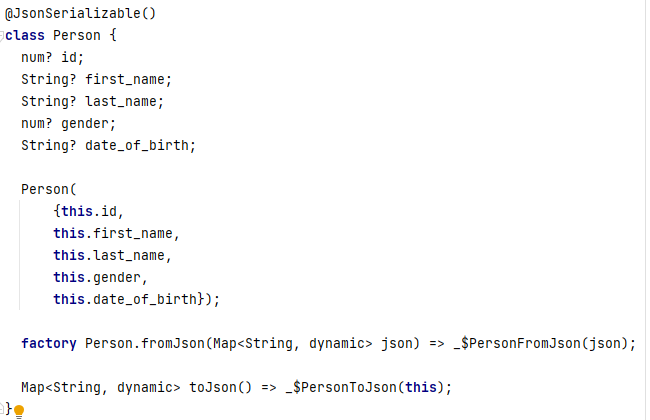 @JsonSerializable()
class Person {
num? id;
String? first_name;
String? last_name;
num? gender;
String? date_of_birth;
Person(
{this.id,
this.first_name,
this.last_name,
this.gender,
this.date_of_birth});
factory Person.fromJson(Map<String, dynamic> json) => _$PersonFromJson(json);
Map<String, dynamic> toJson() => _$PersonToJson(this);
}